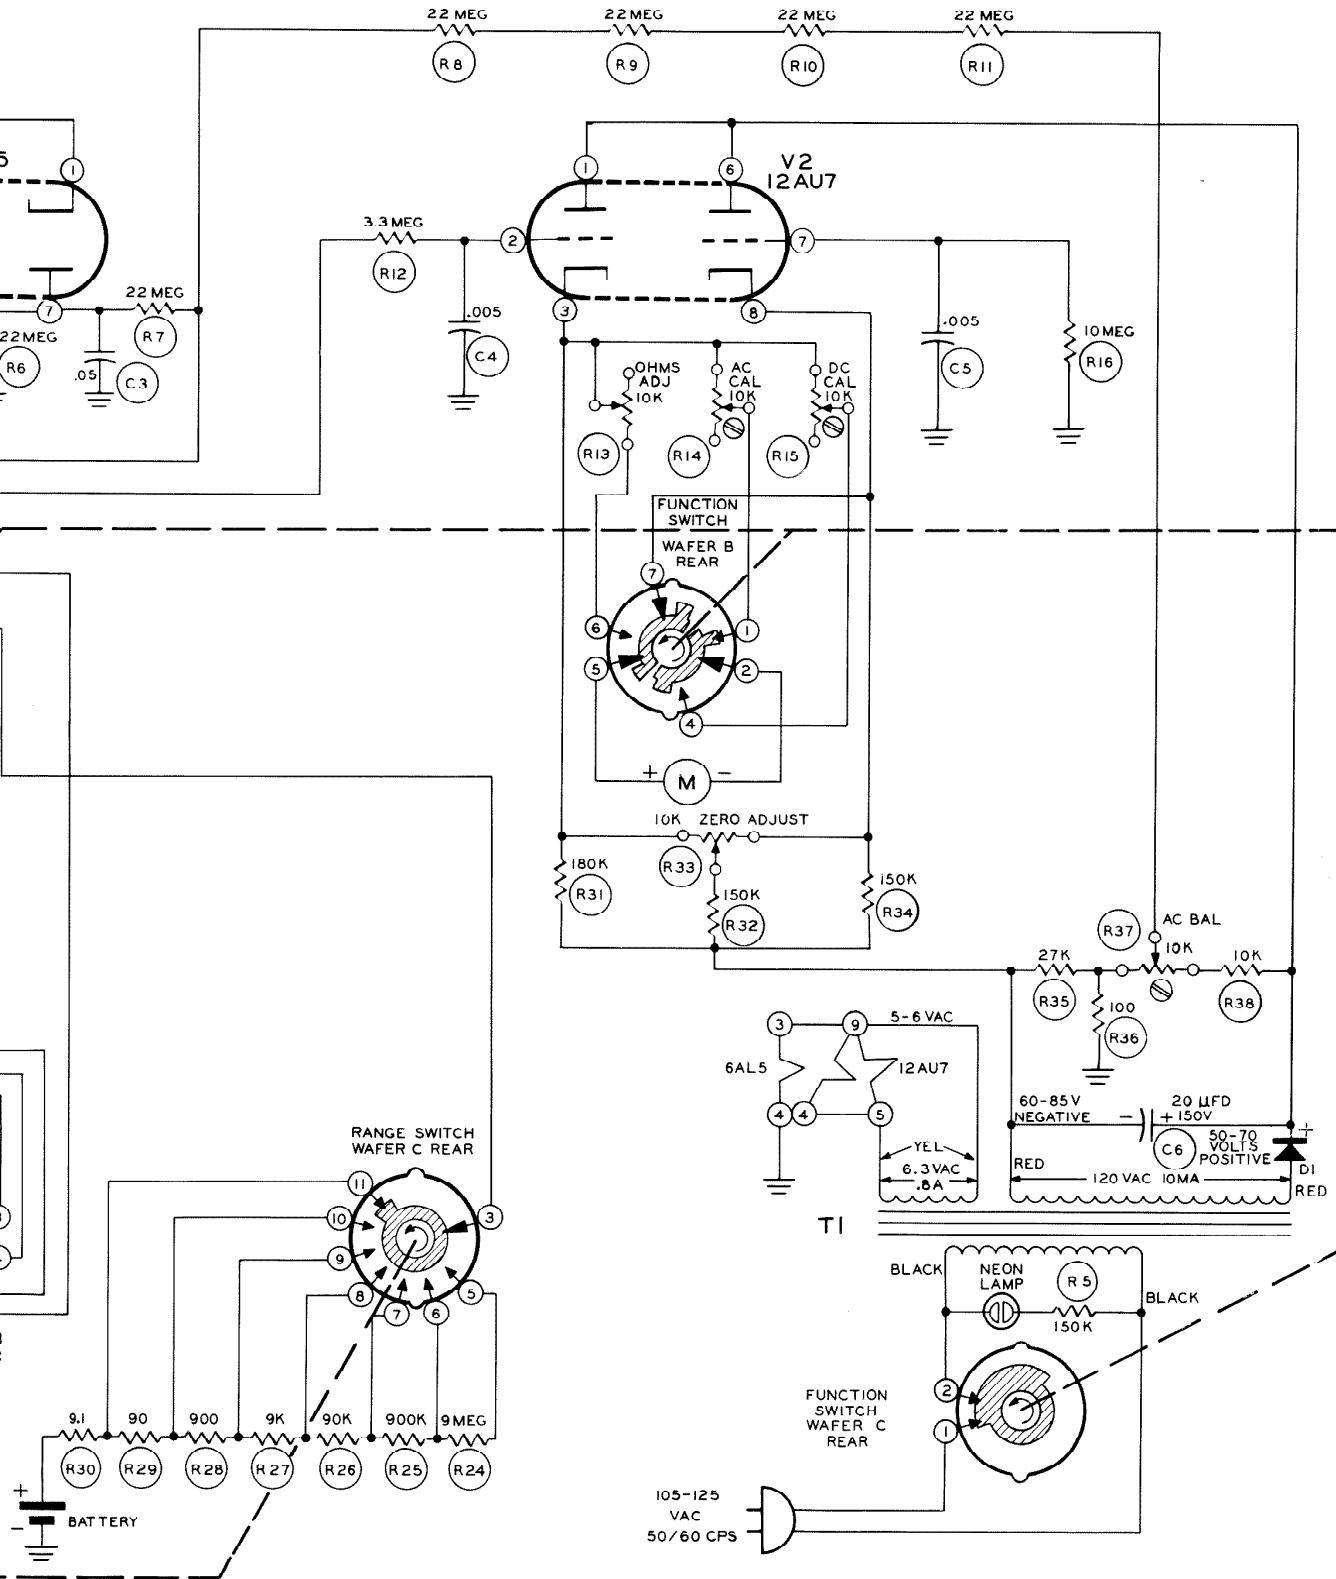 22 MEG
22 MEG
22 MEG
22 MEG
R8
R9
R10
R11
5
1
1
6
V2
12AU7
3.3 MEG
2
7
R12
22 MEG
7
3
8
.005
.005
22 MEG
R7
C4
C5
10 MEG
R16
R6
.05
C3
OHMS
ADJ
10K
AC
CAL
10K
DC
CAL
10K
R13
R14
R15
FUNCTION
SWITCH
WAFER B
REAR
7
6
1
5
2
4
+
M
-
10K
ZERO ADJUST
R33
180K
R31
150K
R32
150K
R34
R37
AC BAL
10K
27K
10K
R35
R38
100
R36
3
9
5-6 VAC
6AL5
12AU7
4
4
5
60-85V
NEGATIVE
-
+
20 µFD
150V
C6
50-70
VOLTS
POSITIVE
+
D1
YEL
6.3 VAC
.8A
RED
120 VAC 10MA
RED
T1
RANGE SWITCH
WAFER C REAR
11
10
3
9
8
7
6
5
BLACK
NEON
LAMP
R5
150K
BLACK
2
1
FUNCTION
SWITCH
WAFER C
REAR
9.1
90
900
9K
90K
900K
9 MEG
R30
R29
R28
R27
R26
R25
R24
+
-
BATTERY
105-125
VAC
50/60 CPS